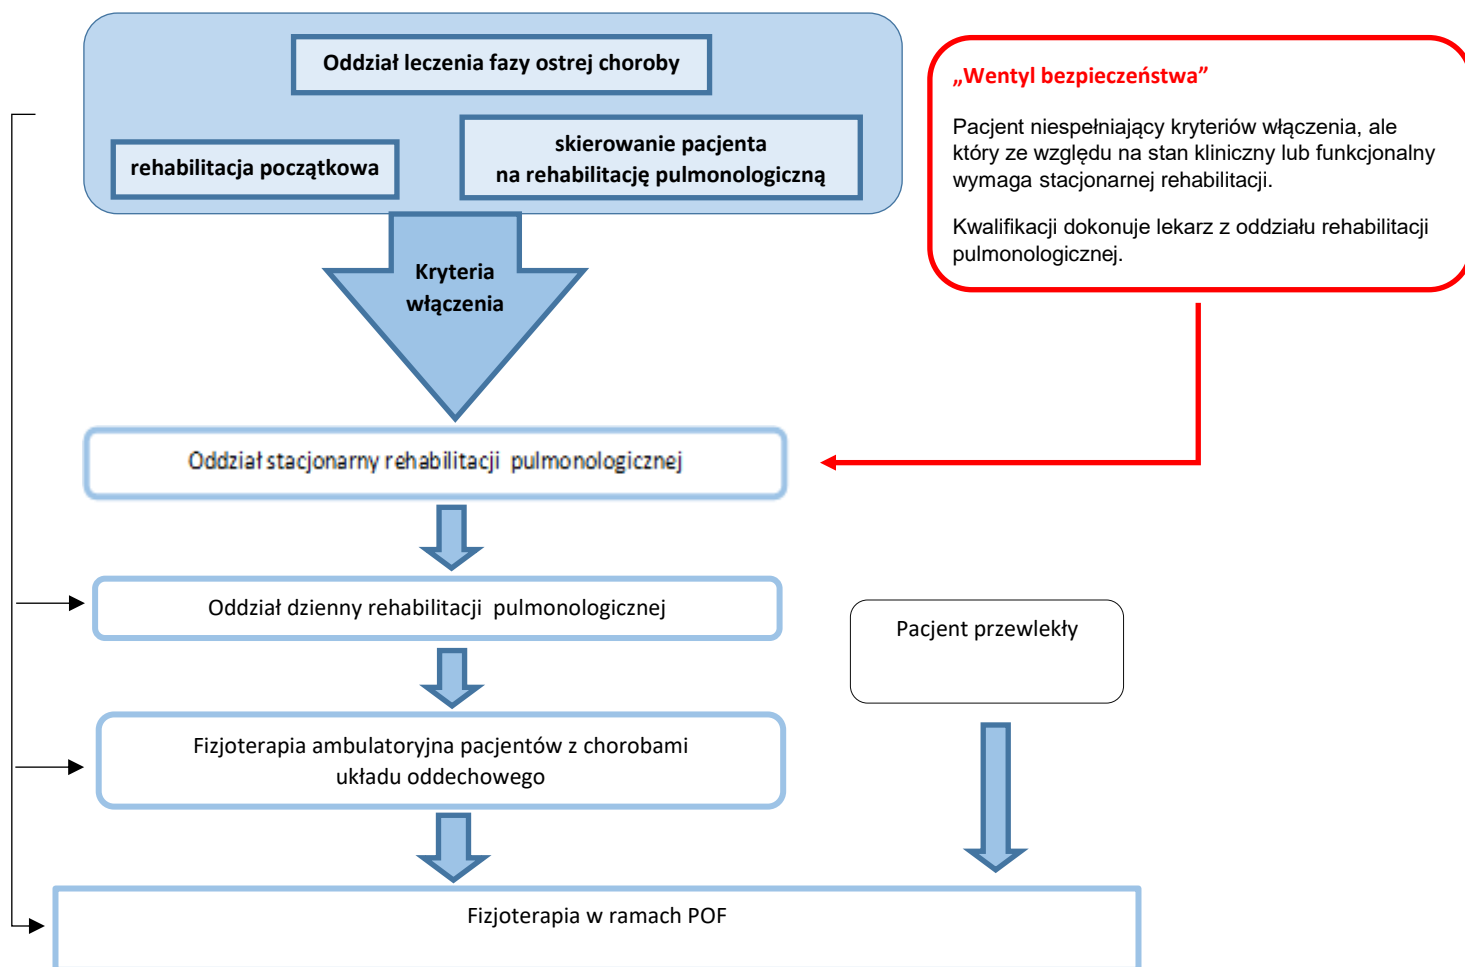 Oddział leczenia fazy ostrej choroby
rehabilitacja początkowa
skierowanie pacjenta
na rehabilitację pulmonologiczną
„Wentyl bezpieczeństwa”
Pacjent niespełniający kryteriów włączenia, ale
który ze względu na stan kliniczny lub funkcjonalny
wymaga stacjonarnej rehabilitacji.
Kwalifikacji dokonuje lekarz z oddziału rehabilitacji
pulmonologicznej.
Kryteria
włączenia
Oddział stacjonarny rehabilitacji pulmonologicznej
Oddział dzienny rehabilitacji pulmonologicznej
Pacjent przewlekły
Fizjoterapia ambulatoryjna pacjentów z chorobami
układu oddechowego
Fizjoterapia w ramach POF